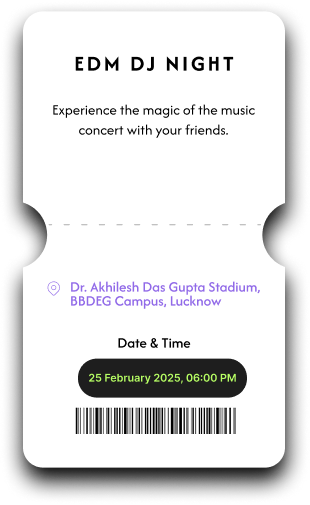 EDM DJ NIGHT
Experience the magic of the music
concert with your friends.
Dr. Akhilesh Das Gupta Stadium,
BBDEG Campus, Lucknow
Date & Time
25 February 2025, 06:00 PM